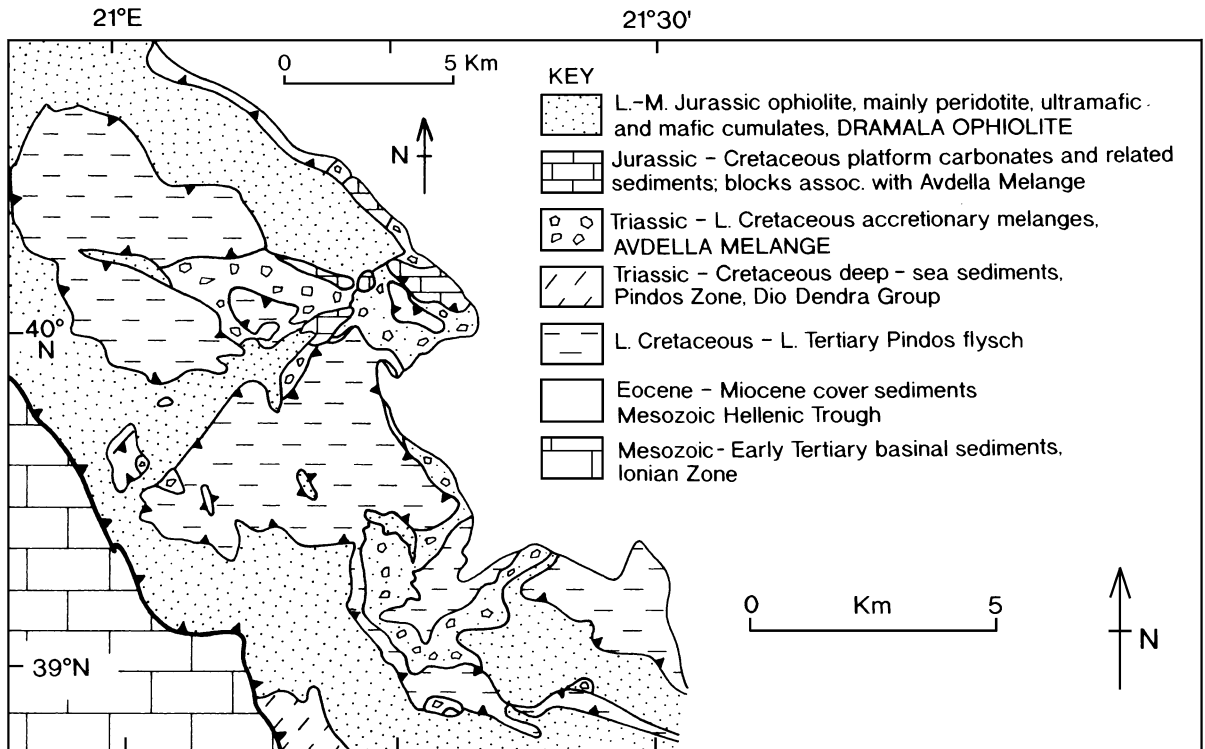 21°E
21°30'
0
5 Km
N
KEY
L.-M. Jurassic ophiolite, mainly peridotite, ultramafic
and mafic cumulates, DRAMALA OPHIOLITE
Jurassic - Cretaceous platform carbonates and related
sediments; blocks assoc. with Avdella Melange
Triassic - L. Cretaceous accretionary melanges,
AVDELLA MELANGE
Triassic - Cretaceous deep - sea sediments,
Pindos Zone, Dio Dendra Group
L. Cretaceous - L. Tertiary Pindos flysch
Eocene - Miocene cover sediments
Mesozoic Hellenic Trough
Mesozoic - Early Tertiary basinal sediments,
Ionian Zone
40°
N
0 Km 5
N
39°N